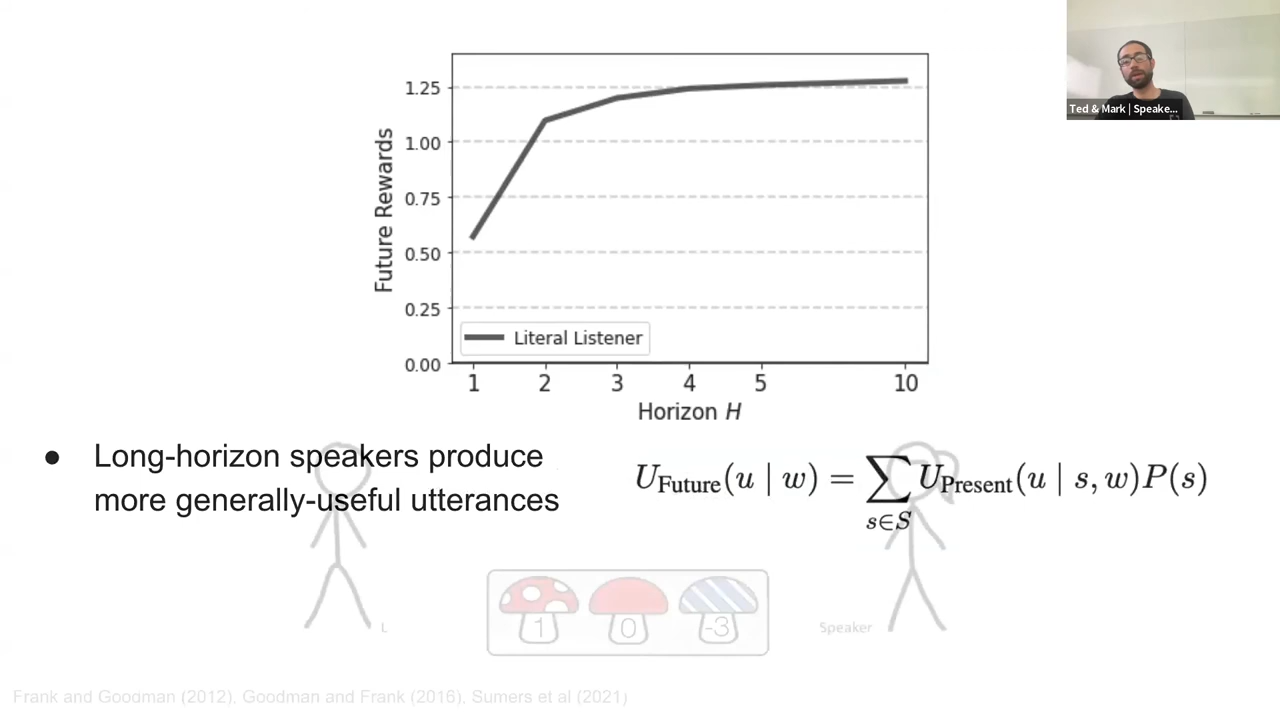 Ted & Mark | Speake...
1.25
1.00
0.75
0.50
0.25
0.00
Future Rewards
Literal Listener
1 2 3 4 5 10
Horizon H
● Long-horizon speakers produce
more generally-useful utterances
U_Future(u | w) = ∑_{s∈S} U_Present(u | s, w)P(s)
1 0 -3
L
Speaker
Frank and Goodman (2012), Goodman and Frank (2016), Sumers et al (2021)